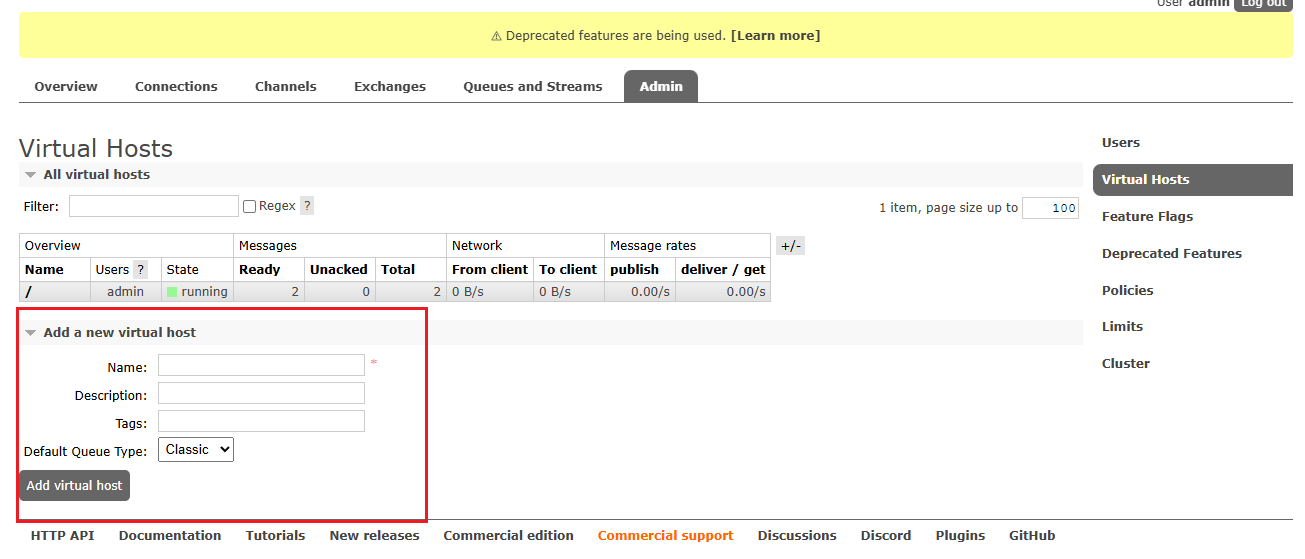 User admin Log out
⚠ Deprecated features are being used. [Learn more]
Overview Connections Channels Exchanges Queues and Streams Admin
Virtual Hosts
All virtual hosts
Filter: Regex ? 1 item, page size up to 100
Overview Messages Network Message rates +/-
Name Users ? State Ready Unacked Total From client To client publish deliver / get
/ admin running 2 0 2 0 B/s 0 B/s 0.00/s 0.00/s
Add a new virtual host
Name: *
Description:
Tags:
Default Queue Type: Classic
Add virtual host
Users
Virtual Hosts
Feature Flags
Deprecated Features
Policies
Limits
Cluster
HTTP API Documentation Tutorials New releases Commercial edition Commercial support Discussions Discord Plugins GitHub